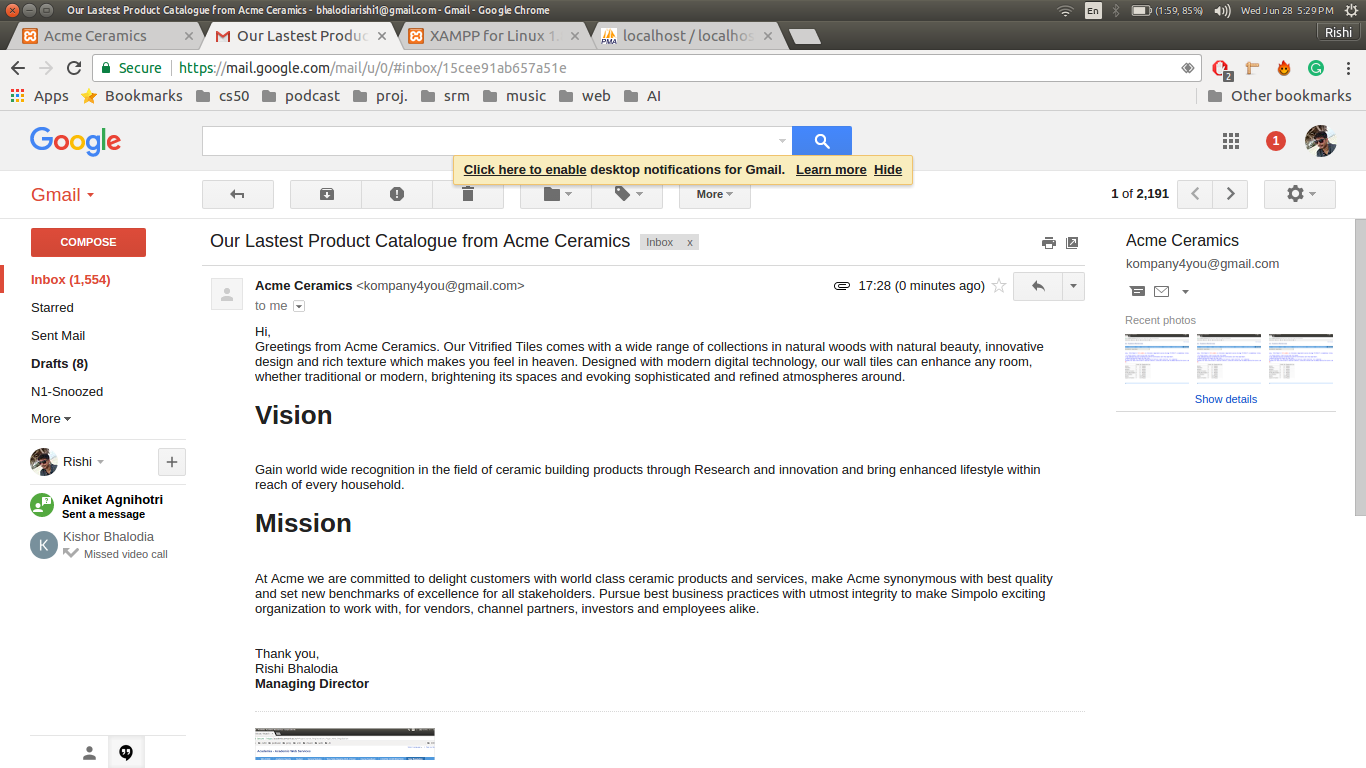 Our Lastest Product Catalogue from Acme Ceramics - bhalodiarishi1@gmail.com - Gmail - Google Chrome
En (1:59, 85%) Wed Jun 28 5:29 PM
Acme Ceramics
Our Lastest Produc
XAMPP for Linux 1.
PMA localhost / localhos
Rishi
Secure https://mail.google.com/mail/u/0/#inbox/15cee91ab657a51e
2
Apps Bookmarks cs50 podcast proj. srm music web AI Other bookmarks
Google
1
Click here to enable desktop notifications for Gmail. Learn more Hide
Gmail
More
1 of 2,191
COMPOSE
Inbox (1,554)
Starred
Sent Mail
Drafts (8)
N1-Snoozed
More
Rishi
Aniket Agnihotri
Sent a message
K
Kishor Bhalodia
Missed video call
Our Lastest Product Catalogue from Acme Ceramics Inbox x
Acme Ceramics <kompany4you@gmail.com> 17:28 (0 minutes ago)
to me
Hi,
Greetings from Acme Ceramics. Our Vitrified Tiles comes with a wide range of collections in natural woods with natural beauty, innovative
design and rich texture which makes you feel in heaven. Designed with modern digital technology, our wall tiles can enhance any room,
whether traditional or modern, brightening its spaces and evoking sophisticated and refined atmospheres around.
Vision
Gain world wide recognition in the field of ceramic building products through Research and innovation and bring enhanced lifestyle within
reach of every household.
Mission
At Acme we are committed to delight customers with world class ceramic products and services, make Acme synonymous with best quality
and set new benchmarks of excellence for all stakeholders. Pursue best business practices with utmost integrity to make Simpolo exciting
organization to work with, for vendors, channel partners, investors and employees alike.
Thank you,
Rishi Bhalodia
Managing Director
Acme Ceramics
kompany4you@gmail.com
Recent photos
Show details